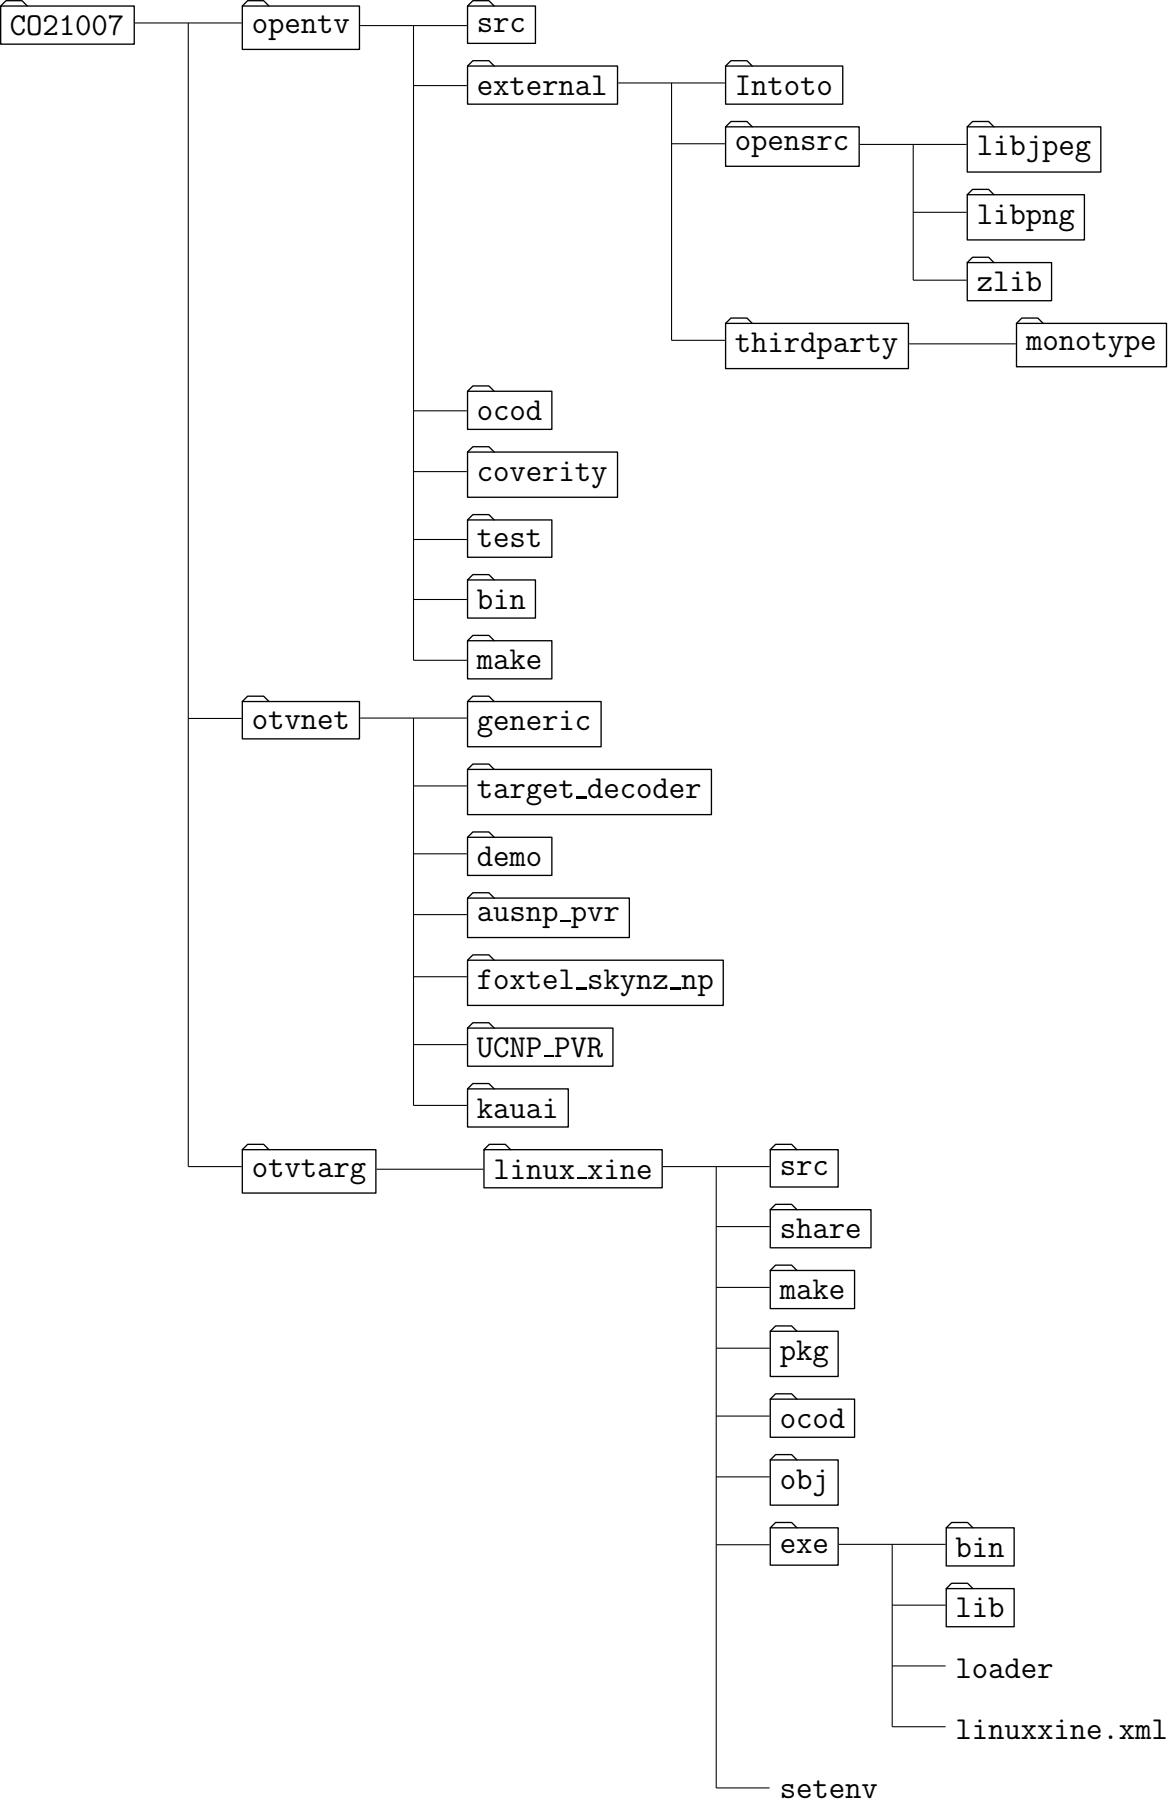 CO21007 opentv src
external Intoto
opensrc libjpeg
libpng
zlib
thirdparty monotype
ocod
coverity
test
bin
make
otvnet generic
target_decoder
demo
ausnp_pvr
foxtel_skynz_np
UCNP_PVR
kauai
otvtarg linux_xine src
share
make
pkg
ocod
obj
exe bin
lib
loader
linuxxine.xml
setenv